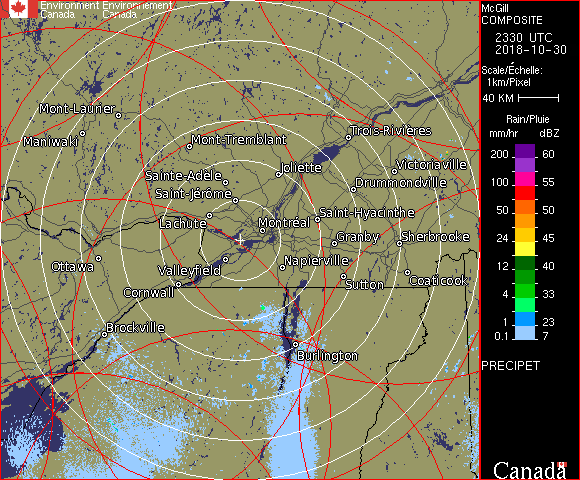 Environment Environnement
Canada Canada
McGill
COMPOSITE
2330 UTC
2018-10-30
Scale/Échelle:
1km/Pixel
40 KM
Rain/Pluie
mm/hr dBZ
200 60
100 55
50 50
24 45
12 40
4 33
1 23
0.1 7
PRECIPET
Canada
Mont-Laurier
Maniwaki
Mont-Tremblant
Trois-Rivières
Sainte-Adèle
Joliette
Victoriaville
Saint-Jérôme
Drummondville
Lachute
Montréal
Saint-Hyacinthe
Granby
Sherbrooke
Ottawa
Valleyfield
Napierville
Cornwall
Sutton
Coaticook
Brockville
Burlington